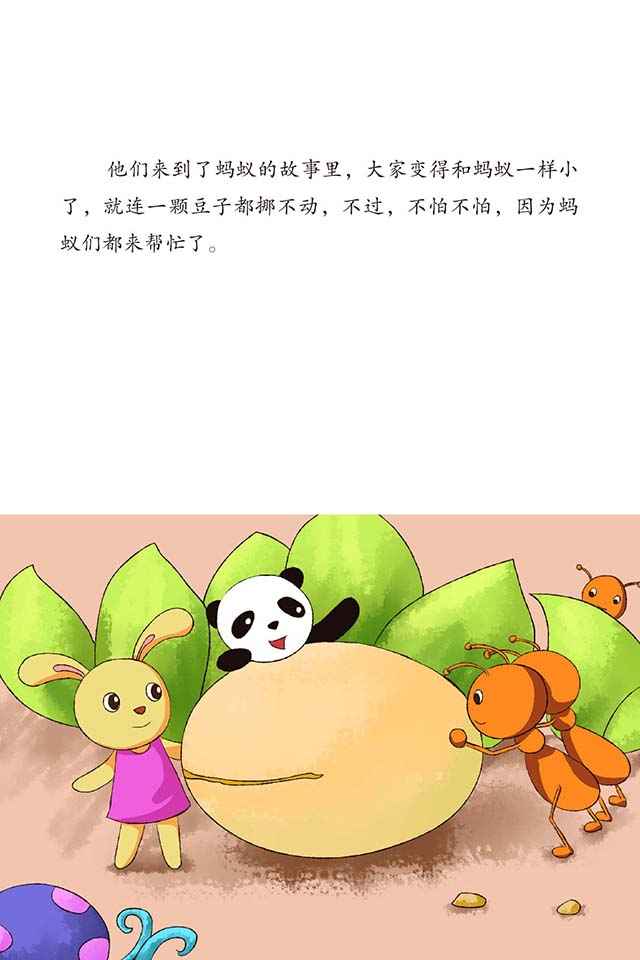 他们来到了蚂蚁的故事里，大家变得和蚂蚁一样小
了，就连一颗豆子都挪不动，不过，不怕不怕，因为蚂
蚁们都来帮忙了。